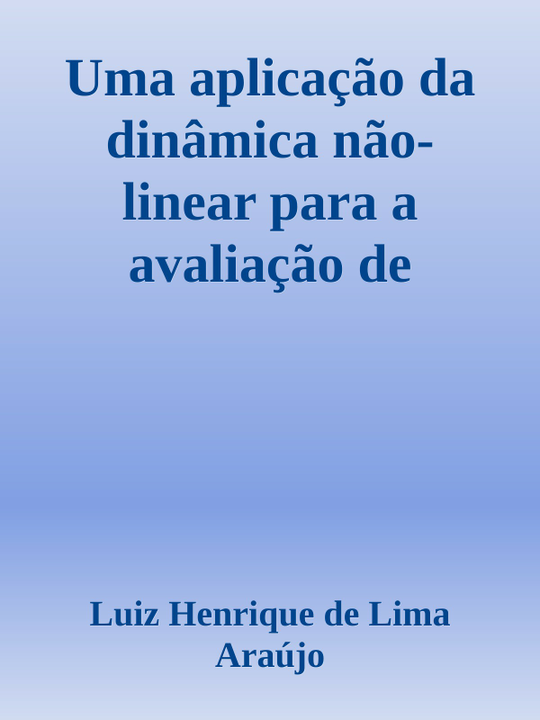 Uma aplicação da
dinâmica não-
linear para a
avaliação de
Luiz Henrique de Lima
Araújo